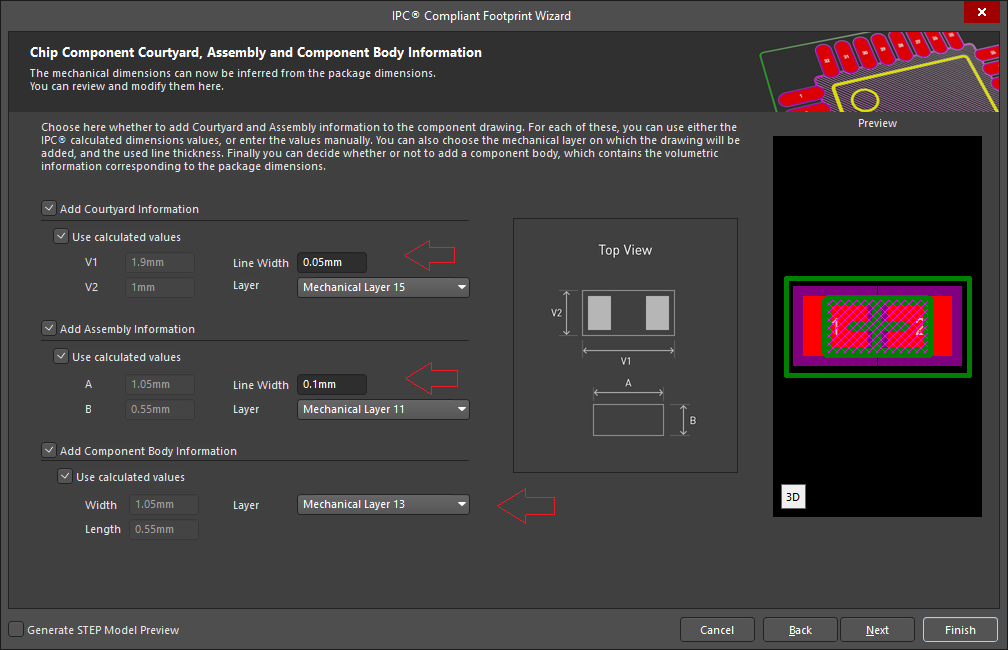 IPC® Compliant Footprint Wizard
Chip Component Courtyard, Assembly and Component Body Information
The mechanical dimensions can now be inferred from the package dimensions.
You can review and modify them here.
Preview
Choose here whether to add Courtyard and Assembly information to the component drawing. For each of these, you can use either the
IPC® calculated dimensions values, or enter the values manually. You can also choose the mechanical layer on which the drawing will be
added, and the used line thickness. Finally you can decide whether or not to add a component body, which contains the volumetric
information corresponding to the package dimensions.
Add Courtyard Information
Use calculated values
V1 1.9mm Line Width 0.05mm
V2 1mm Layer Mechanical Layer 15
Add Assembly Information
Use calculated values
A 1.05mm Line Width 0.1mm
B 0.55mm Layer Mechanical Layer 11
Add Component Body Information
Use calculated values
Width 1.05mm Layer Mechanical Layer 13
Length 0.55mm
Top View
V2
V1
A
B
1 2
3D
Generate STEP Model Preview
Cancel Back Next Finish